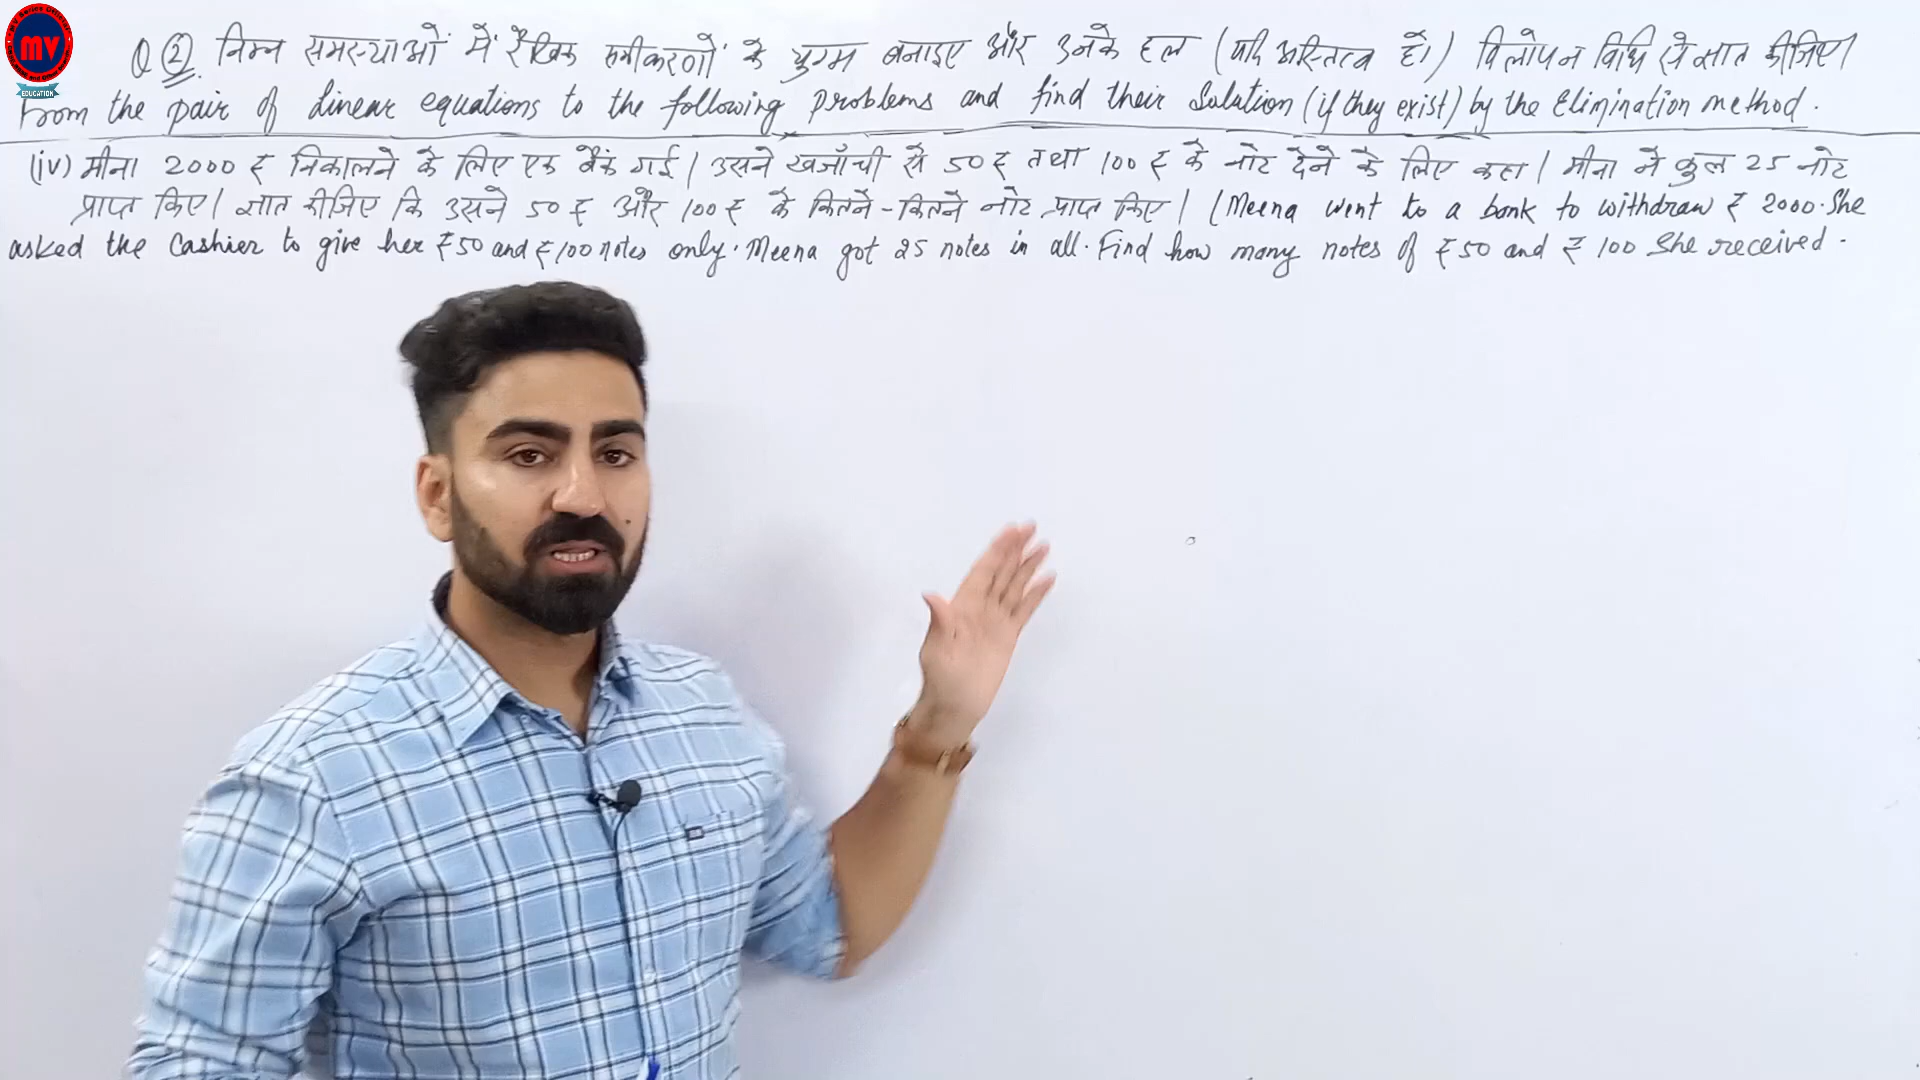 MV
EDUCATION
Q ②. निम्न समस्याओं में रैखिक समीकरणों के युग्म बनाइए और उनके हल (यदि अस्तित्व हो) विलोपन विधि से ज्ञात कीजिए।
From the pair of linear equations to the following problems and find their Solution (if they exist) by the Elimination method.
(iv) मीना 2000 ₹ निकालने के लिए एक बैंक गई। उसने खजाँची से 50 ₹ तथा 100 ₹ के नोट देने के लिए कहा। मीना ने कुल 25 नोट
प्राप्त किए। ज्ञात कीजिए कि उसने 50 ₹ और 100 ₹ के कितने-कितने नोट प्राप्त किए। (Meena went to a bank to withdraw ₹ 2000. She
asked the Cashier to give her ₹50 and ₹100 notes only. Meena got 25 notes in all. Find how many notes of ₹50 and ₹ 100 She received.